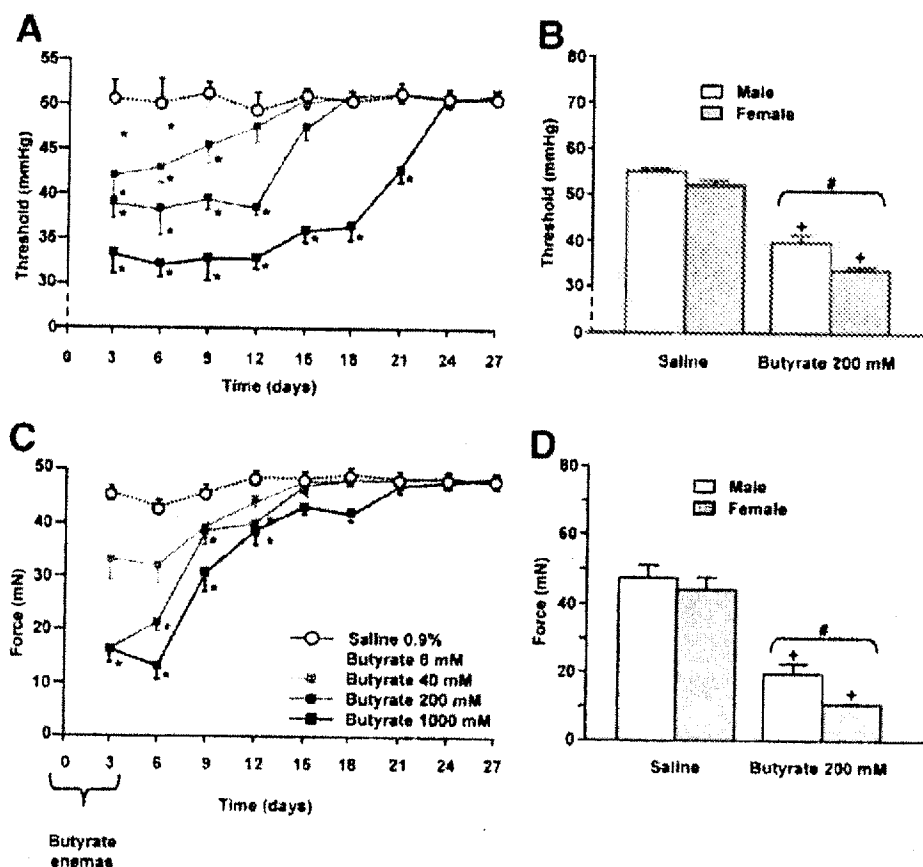 A
Threshold (mmHg)
55
50
45
40
35
30
0
0 3 6 9 12 15 18 21 24 27
Time (days)
B
Threshold (mmHg)
80
70
60
50
40
30
0
Male
Female
#
+
+
Saline Butyrate 200 mM
C
Force (mN)
50
40
30
20
10
0
Saline 0.9%
Butyrate 8 mM
Butyrate 40 mM
Butyrate 200 mM
Butyrate 1000 mM
0 3 6 9 12 15 18 21 24 27
Time (days)
Butyrate
enemas
D
Force (mN)
80
60
40
20
0
Male
Female
#
+
+
Saline Butyrate 200 mM